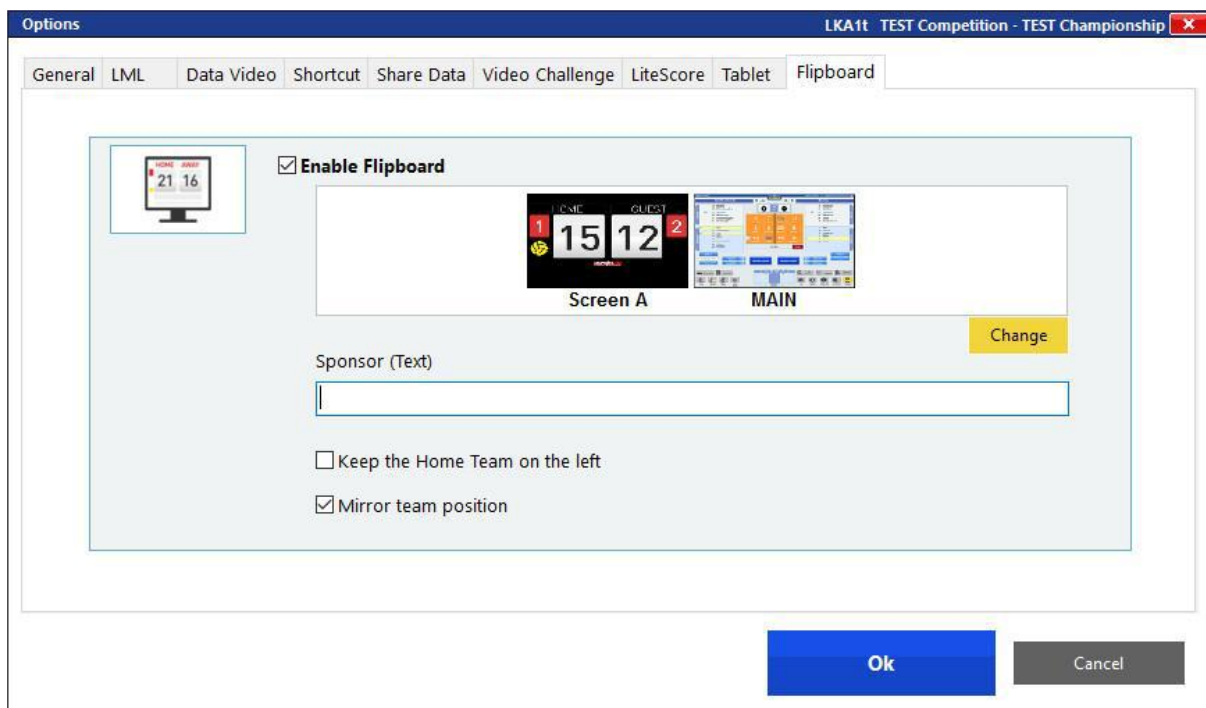 Options
LKA1t TEST Competition - TEST Championship
General LML Data Video Shortcut Share Data Video Challenge LiteScore Tablet Flipboard
HOME AWAY
21 16
Enable Flipboard
HOME GUEST
1 15 12 2
Screen A MAIN
Change
Sponsor (Text)
Keep the Home Team on the left
Mirror team position
Ok Cancel